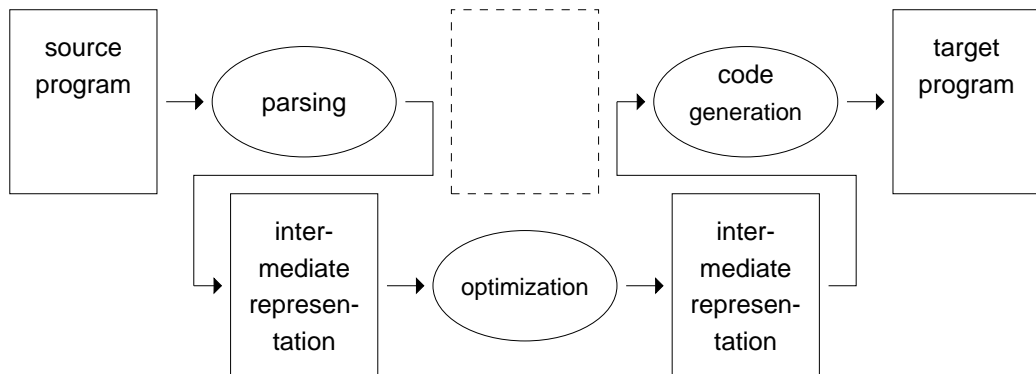 source
program
parsing
inter-
mediate
represen-
tation
optimization
inter-
mediate
represen-
tation
code
generation
target
program